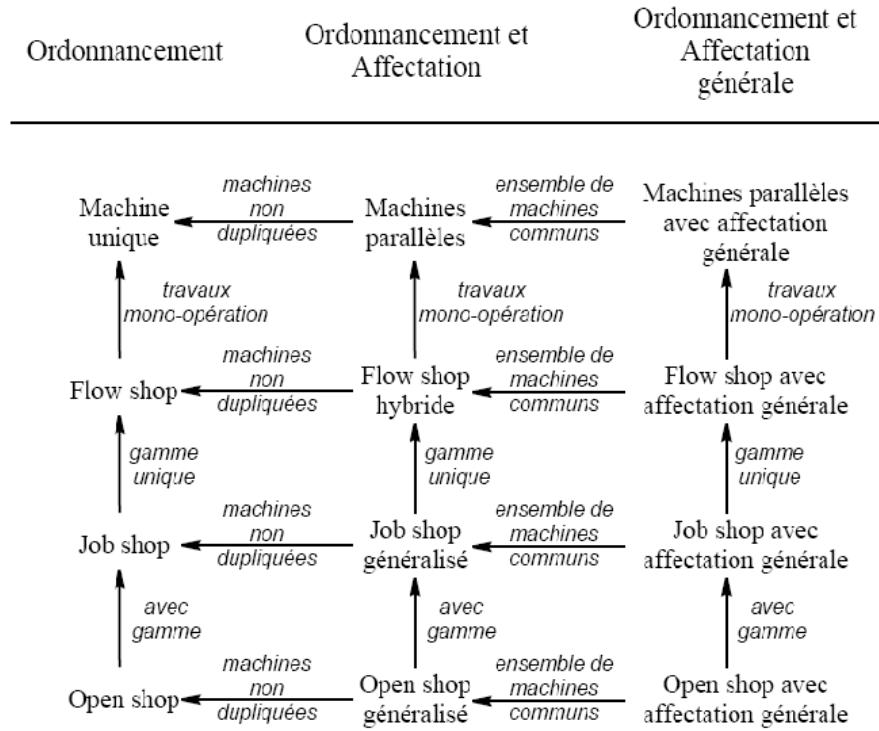 Ordonnancement
Ordonnancement et
Affectation
Ordonnancement et
Affectation
générale
Machine
unique
machines
non
dupliquées
Machines
parallèles
ensemble de
machines
communs
Machines parallèles
avec affectation
générale
travaux
mono-opération
travaux
mono-opération
travaux
mono-opération
Flow shop
machines
non
dupliquées
Flow shop
hybride
ensemble de
machines
communs
Flow shop avec
affectation générale
gamme
unique
gamme
unique
gamme
unique
Job shop
machines
non
dupliquées
Job shop
généralisé
ensemble de
machines
communs
Job shop avec
affectation générale
avec
gamme
avec
gamme
avec
gamme
Open shop
machines
non
dupliquées
Open shop
généralisé
ensemble de
machines
communs
Open shop avec
affectation générale